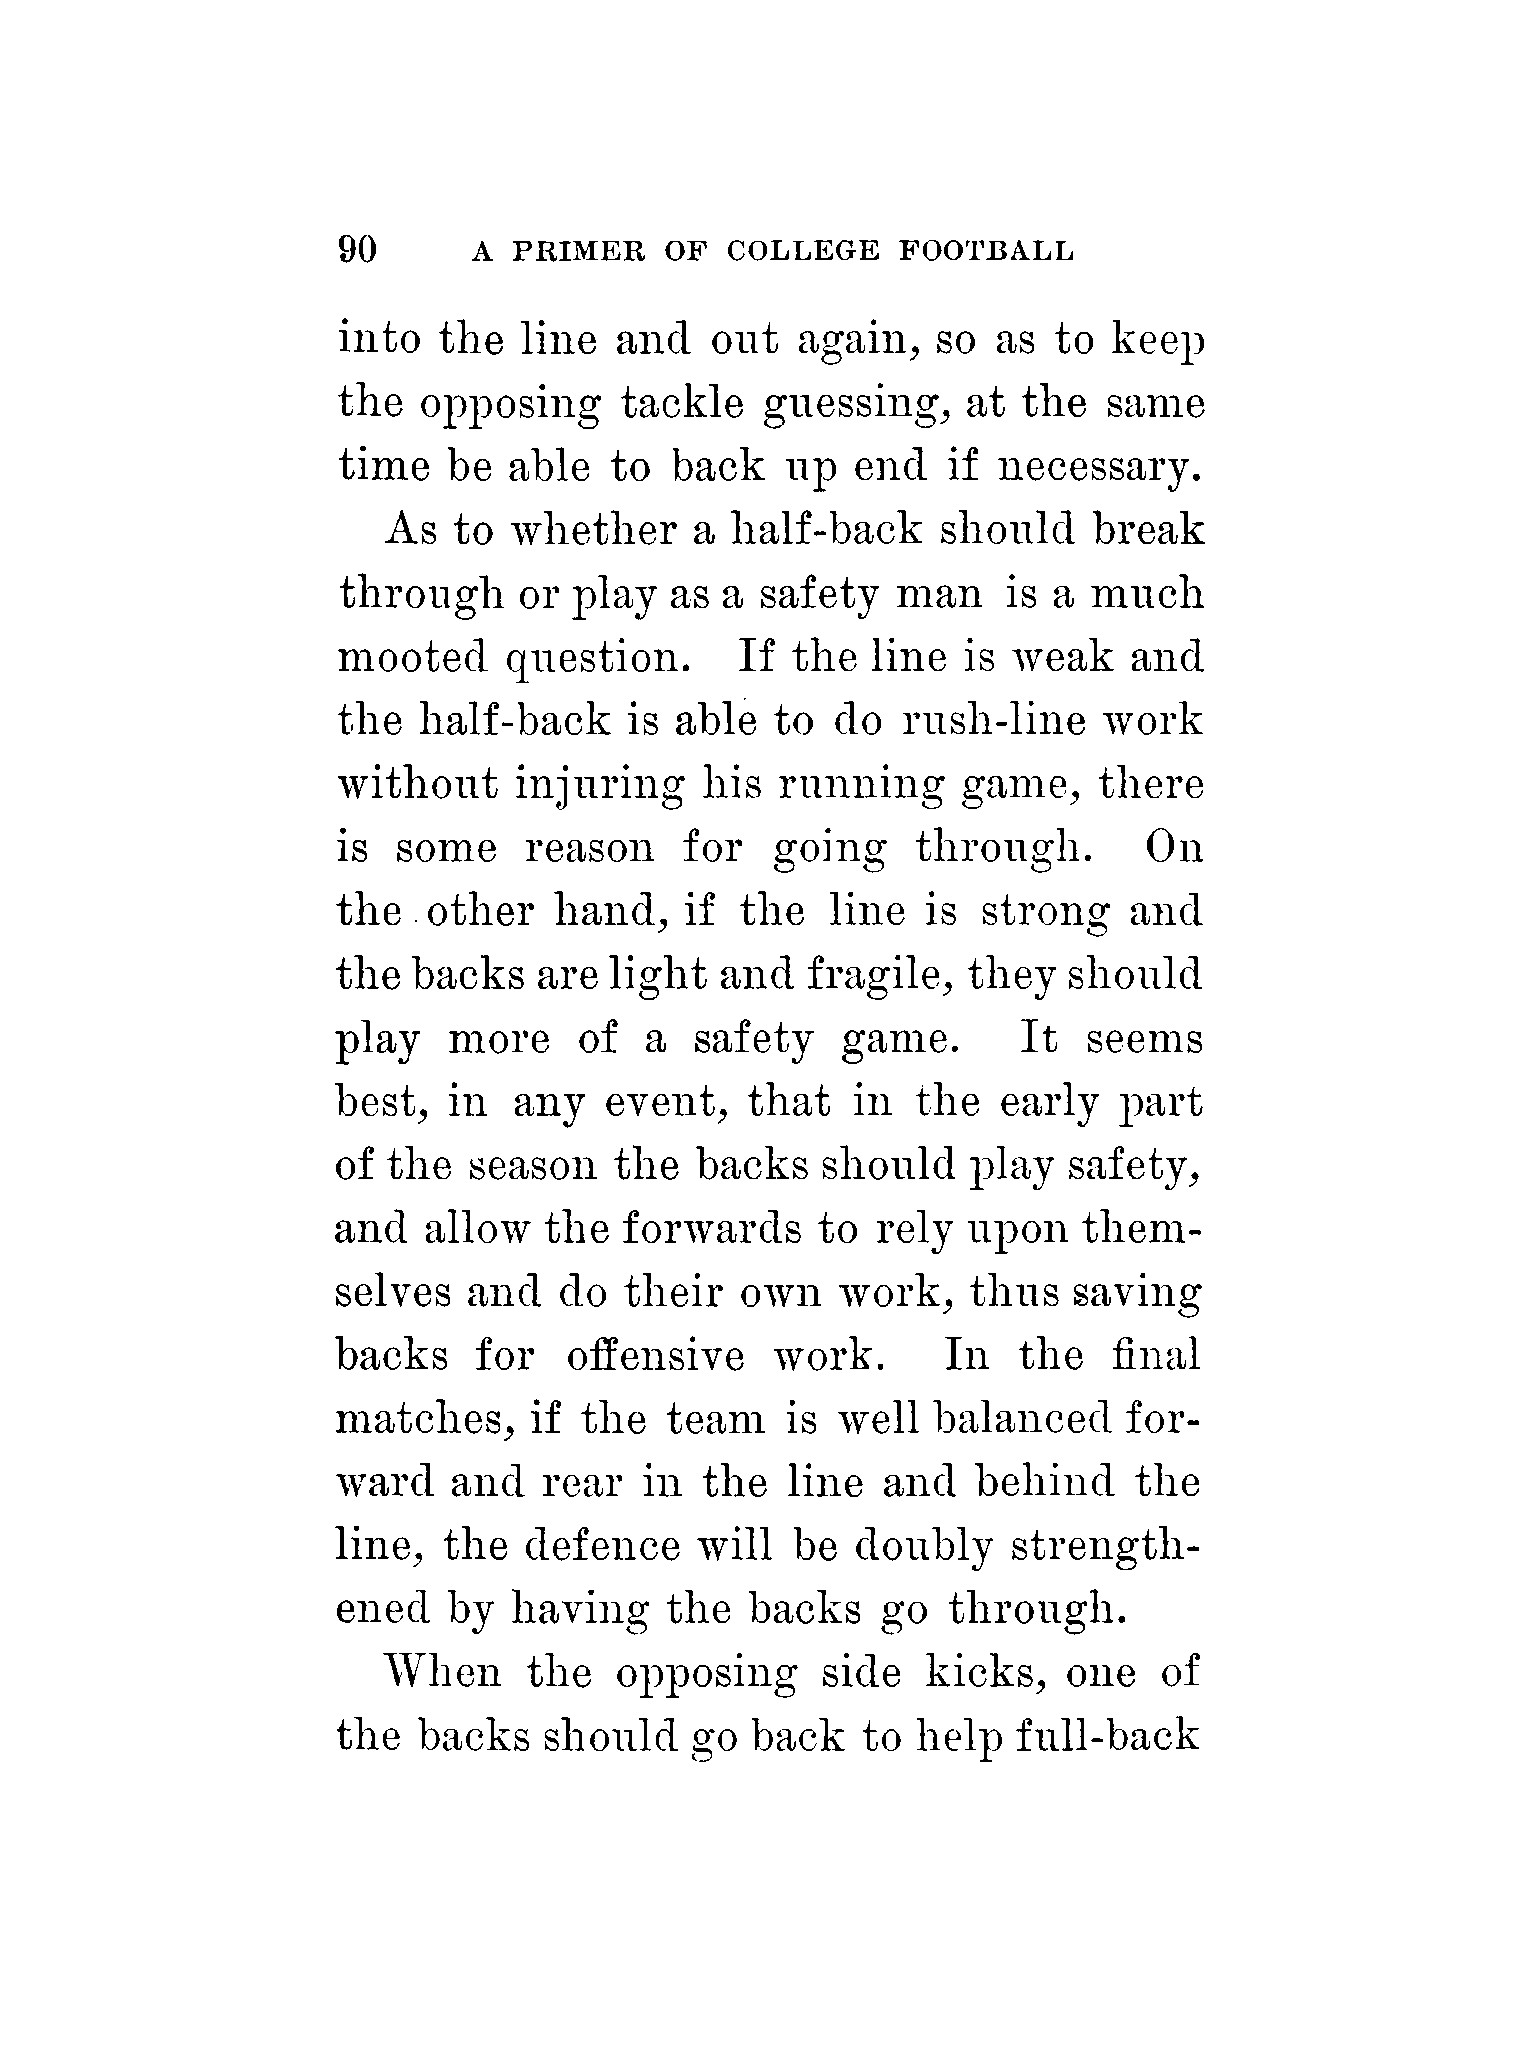 90 A PRIMER OF COLLEGE FOOTBALL
into the line and out again, so as to keep
the opposing tackle guessing, at the same
time be able to back up end if necessary.
As to whether a half-back should break
through or play as a safety man is a much
mooted question. If the line is weak and
the half-back is able to do rush-line work
without injuring his running game, there
is some reason for going through. On
the other hand, if the line is strong and
the backs are light and fragile, they should
play more of a safety game. It seems
best, in any event, that in the early part
of the season the backs should play safety,
and allow the forwards to rely upon them-
selves and do their own work, thus saving
backs for offensive work. In the final
matches, if the team is well balanced for-
ward and rear in the line and behind the
line, the defence will be doubly strength-
ened by having the backs go through.
When the opposing side kicks, one of
the backs should go back to help full-back